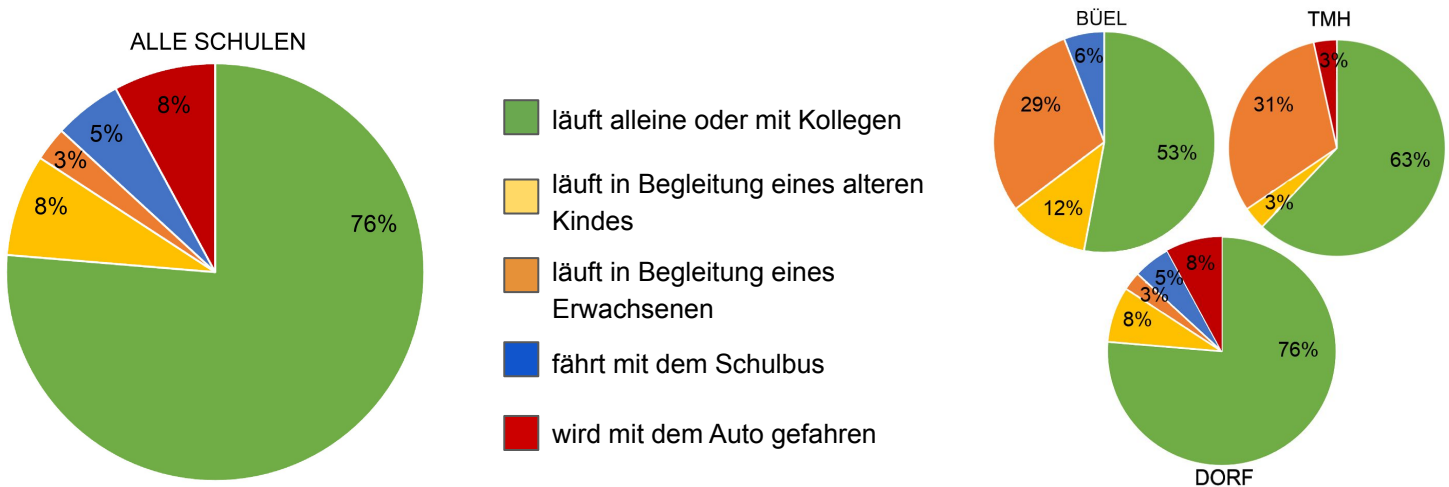 ALLE SCHULEN
8%
5%
3%
8%
76%
läuft alleine oder mit Kollegen
läuft in Begleitung eines alteren
Kindes
läuft in Begleitung eines
Erwachsenen
fährt mit dem Schulbus
wird mit dem Auto gefahren
BÜEL
6%
29%
53%
12%
TMH
3%
31%
63%
3%
8%
5%
3%
8%
76%
DORF